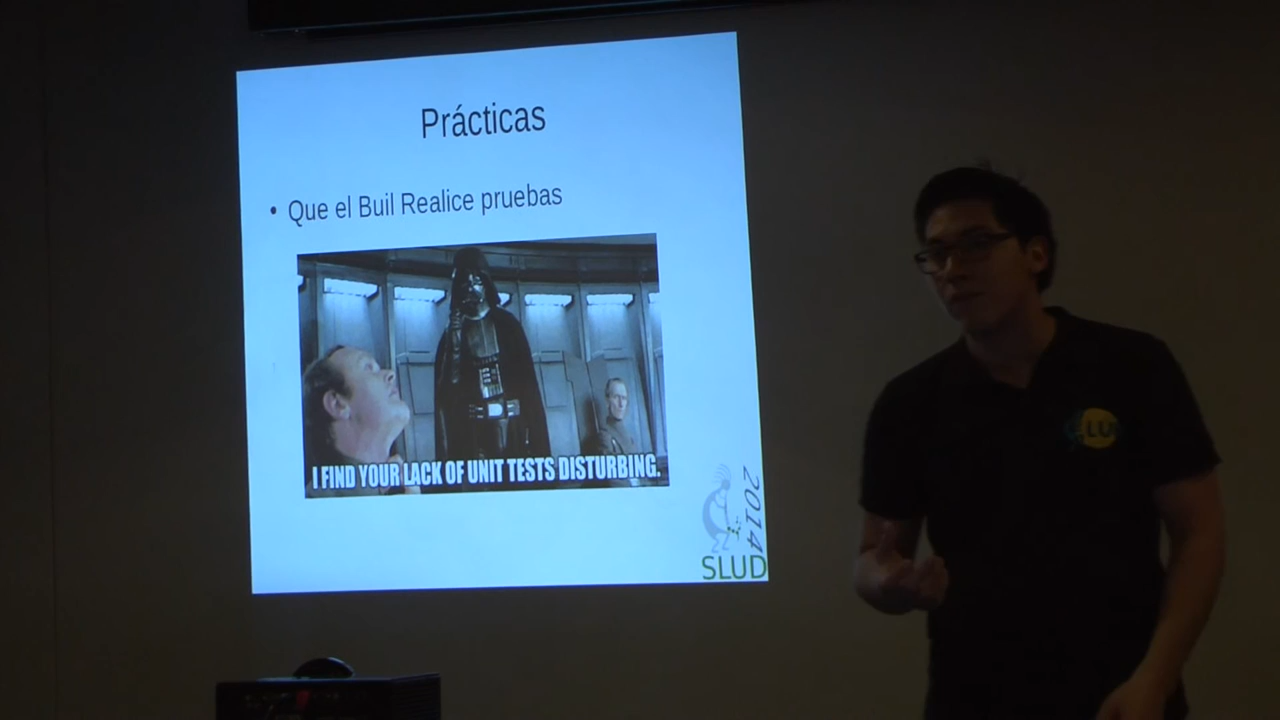 Prácticas
• Que el Buil Realice pruebas
I FIND YOUR LACK OF UNIT TESTS DISTURBING.
2014
SLUD